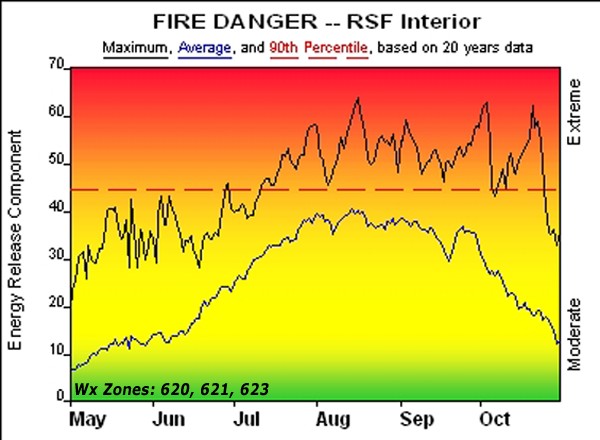 FIRE DANGER -- RSF Interior
Maximum, Average, and 90th Percentile, based on 20 years data
Energy Release Component
70
60
50
40
30
20
10
0
Extreme
Moderate
Wx Zones: 620, 621, 623
May Jun Jul Aug Sep Oct